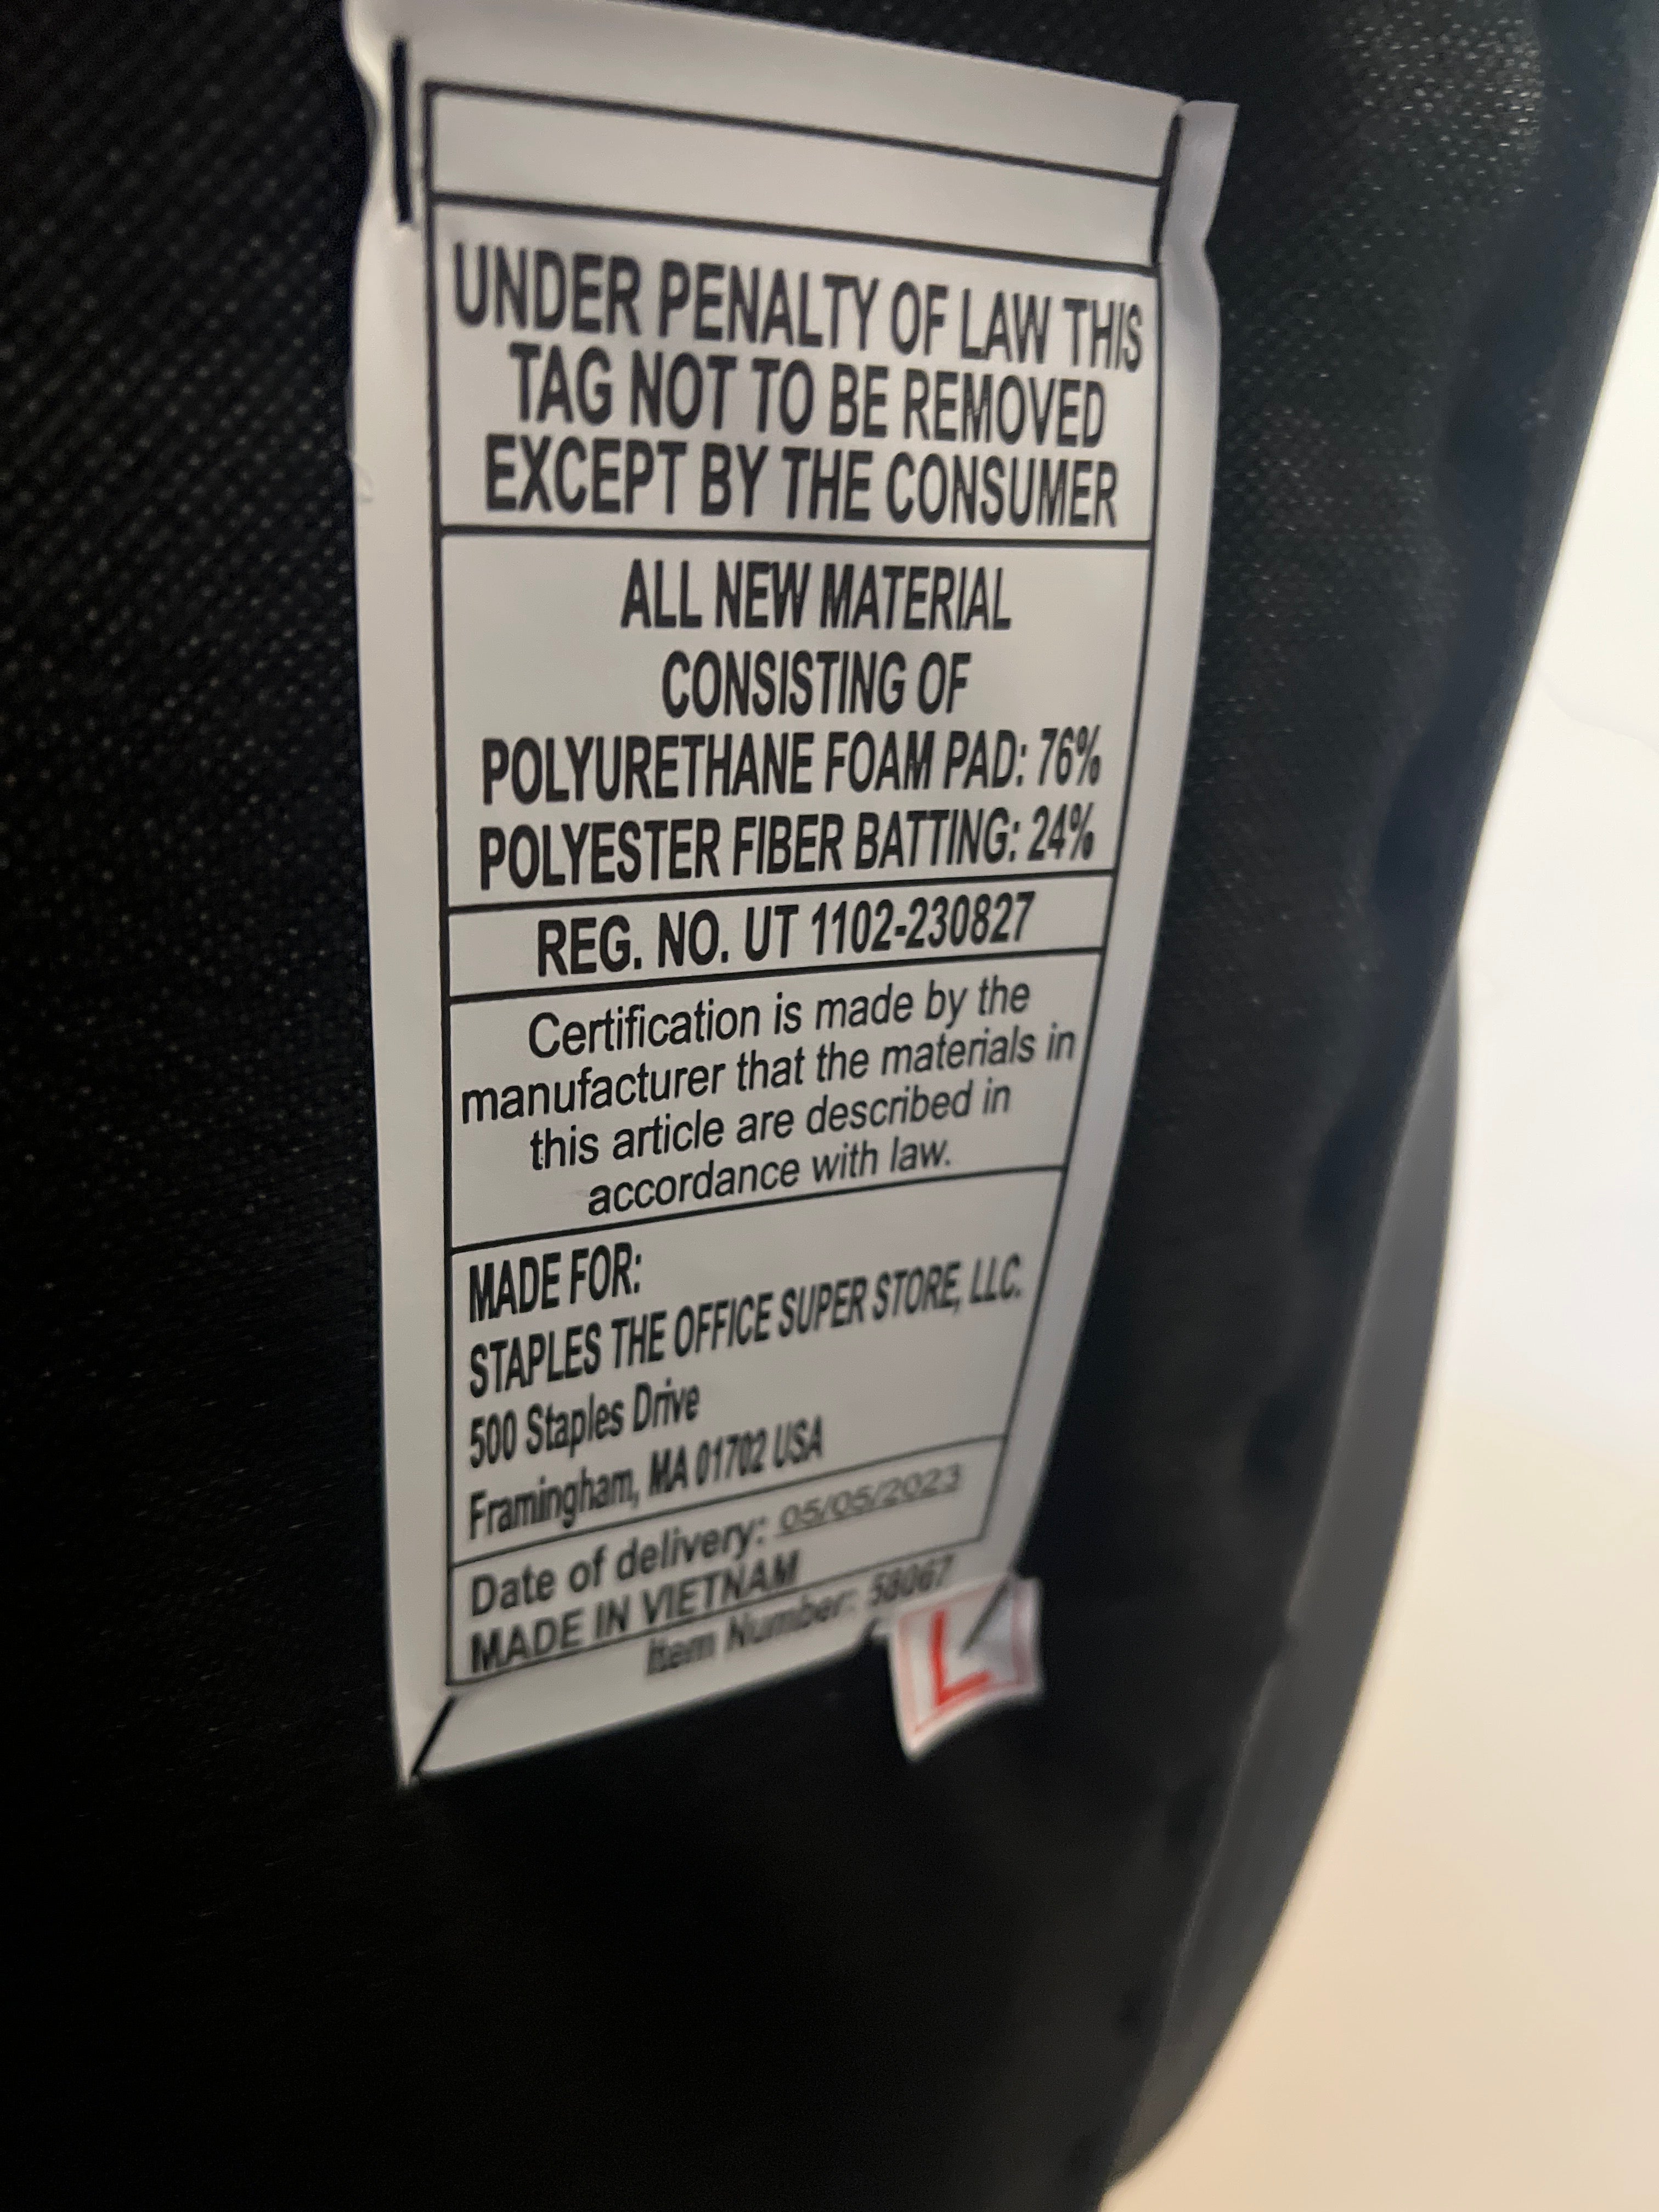 UNDER PENALTY OF LAW THIS
TAG NOT TO BE REMOVED
EXCEPT BY THE CONSUMER
ALL NEW MATERIAL
CONSISTING OF
POLYURETHANE FOAM PAD: 76%
POLYESTER FIBER BATTING: 24%
REG. NO. UT 1102-230827
Certification is made by the
manufacturer that the materials in
this article are described in
accordance with law.
MADE FOR:
STAPLES THE OFFICE SUPER STORE, LLC.
500 Staples Drive
Framingham, MA 01702 USA
Date of delivery: 05/05/2023
MADE IN VIETNAM
Item Number: 58067
L